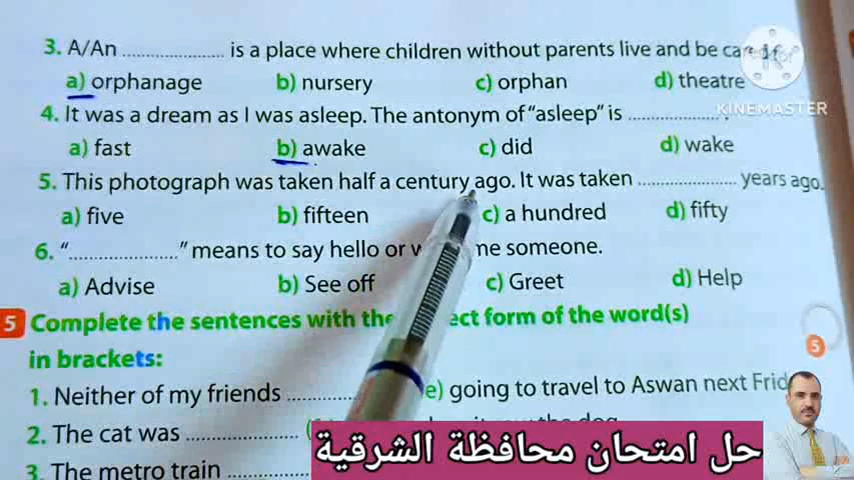 3. A/An .................... is a place where children without parents live and be
a) orphanage b) nursery c) orphan d) theatre
KINEMASTER
4. It was a dream as I was asleep. The antonym of "asleep" is .................... .
a) fast b) awake c) did d) wake
5. This photograph was taken half a century ago. It was taken .................... years ago.
a) five b) fifteen c) a hundred d) fifty
6. "...................." means to say hello or me someone.
a) Advise b) See off c) Greet d) Help
5 Complete the sentences with the ect form of the word(s)
5
in brackets:
1. Neither of my friends .................... e) going to travel to Aswan next Frid
2. The cat was .................... the dog.
3. The metro train ....................
حل امتحان محافظة الشرقية